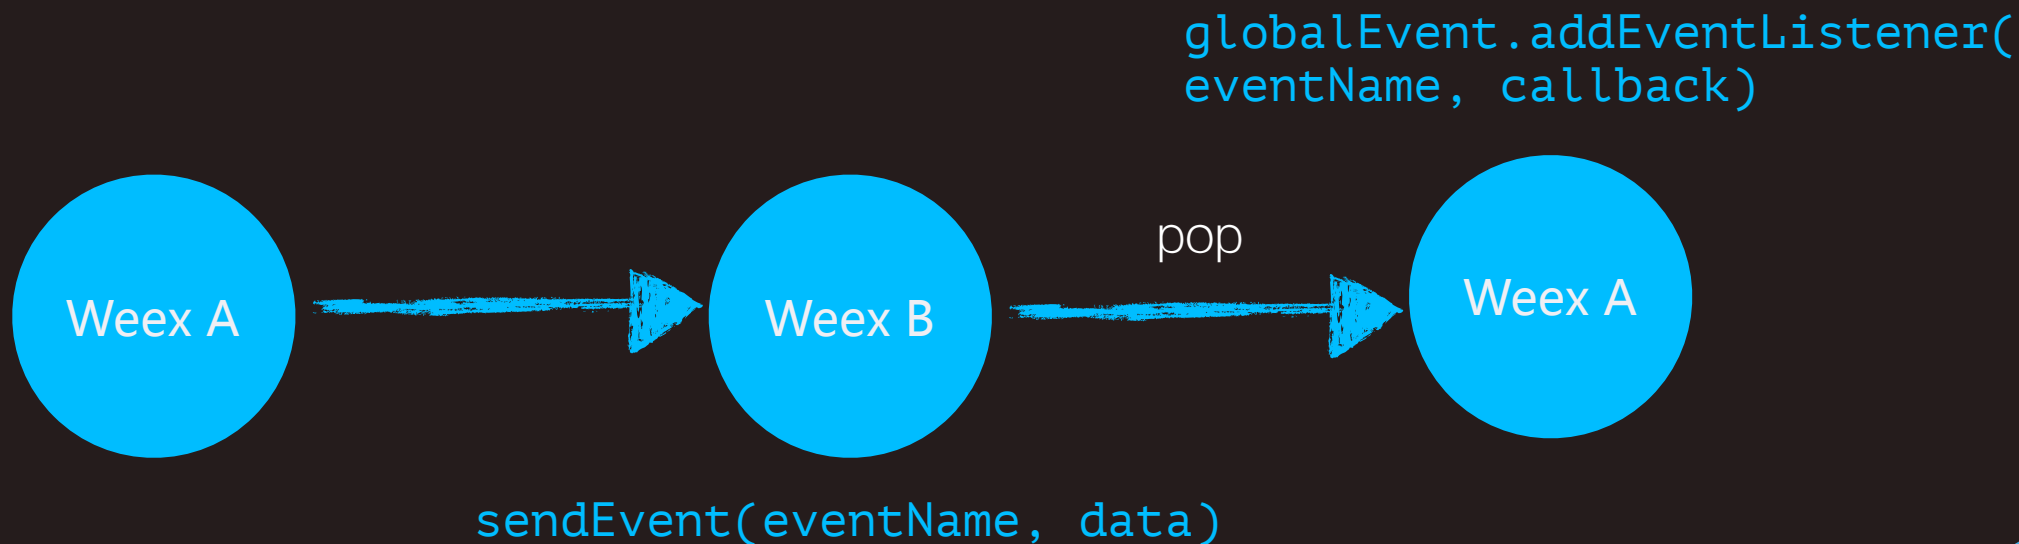 globalEvent.addEventListener(
eventName, callback)
Weex A
Weex B
pop
Weex A
sendEvent(eventName, data)